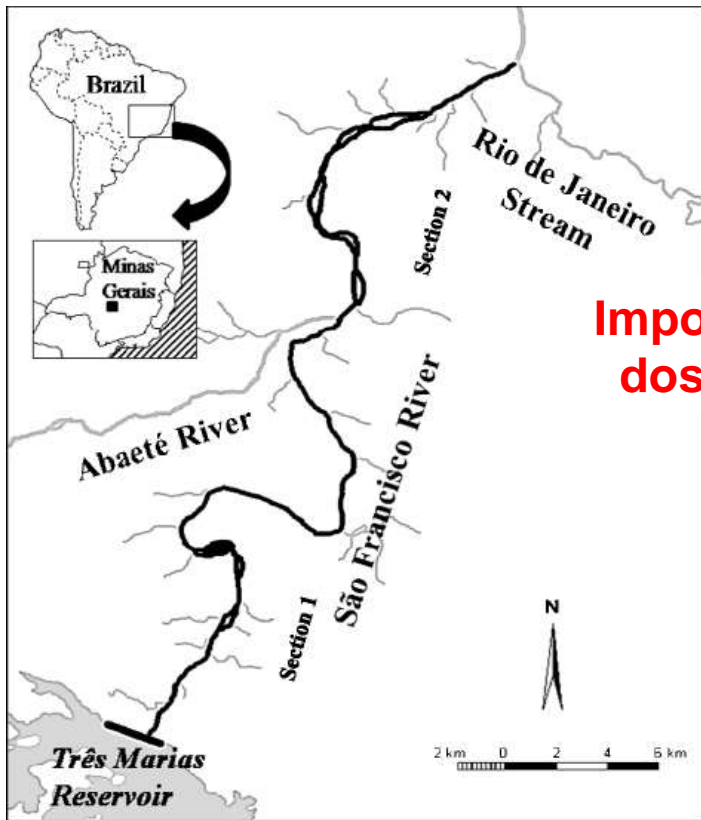 Brazil
Minas
Gerais
Rio de Janeiro
Stream
Section 2
Impo
dos
São Francisco River
Abaeté River
Section 1
N
2 km 0 2 4 6 km
Três Marias
Reservoir